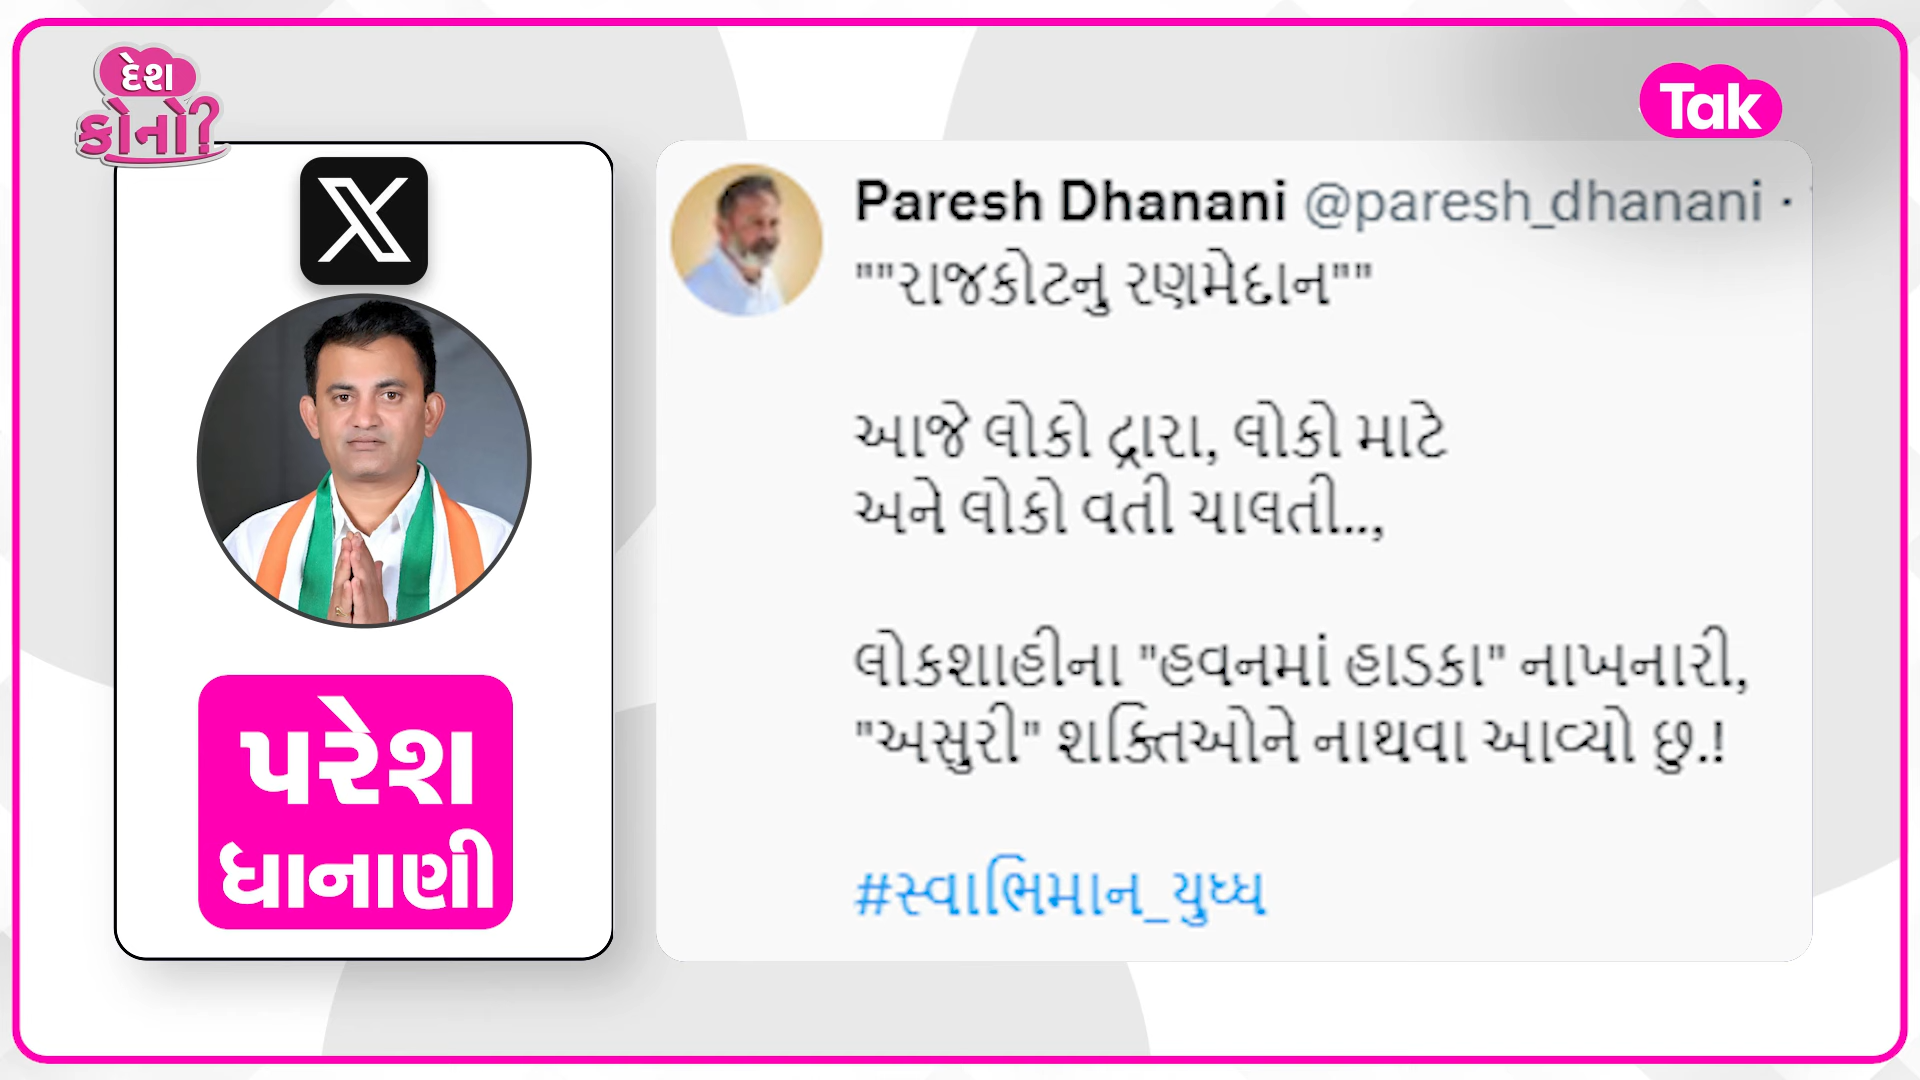 દેશ
કોનો?
Tak
X
પરેશ
ધાનાણી
Paresh Dhanani @paresh_dhanani ·
""રાજકોટનુ રણમેદાન""
આજે લોકો દ્રારા, લોકો માટે
અને લોકો વતી ચાલતી..,
લોકશાહીના "હવનમાં હાડકા" નાખનારી,
"અસુરી" શક્તિઓને નાથવા આવ્યો છુ.!
#સ્વાભિમાન_યુધ્ધ